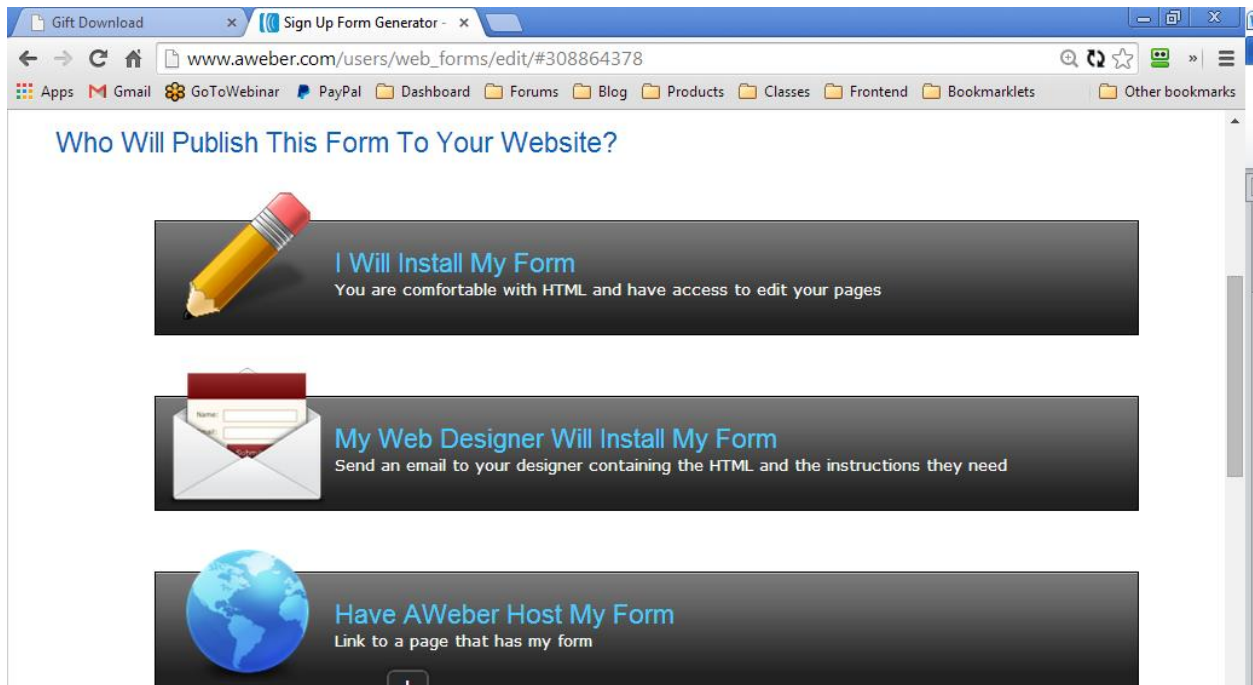 Gift Download
Sign Up Form Generator -
www.aweber.com/users/web_forms/edit/#308864378
Apps Gmail GoToWebinar PayPal Dashboard Forums Blog Products Classes Frontend Bookmarklets Other bookmarks
Who Will Publish This Form To Your Website?
I Will Install My Form
You are comfortable with HTML and have access to edit your pages
Name:
My Web Designer Will Install My Form
Send an email to your designer containing the HTML and the instructions they need
Have AWeber Host My Form
Link to a page that has my form